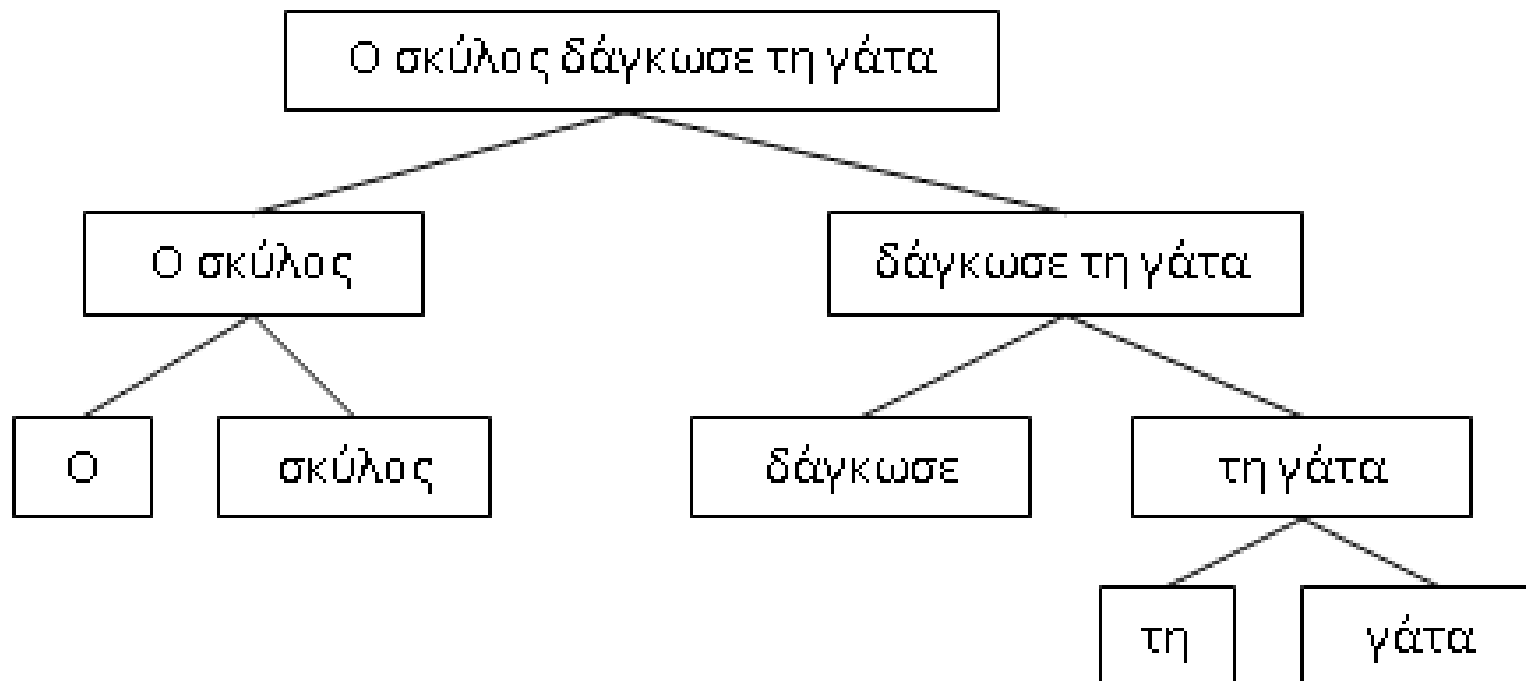 Ο σκύλος δάγκωσε τη γάτα
Ο σκύλος
δάγκωσε τη γάτα
Ο
σκύλος
δάγκωσε
τη γάτα
τη
γάτα